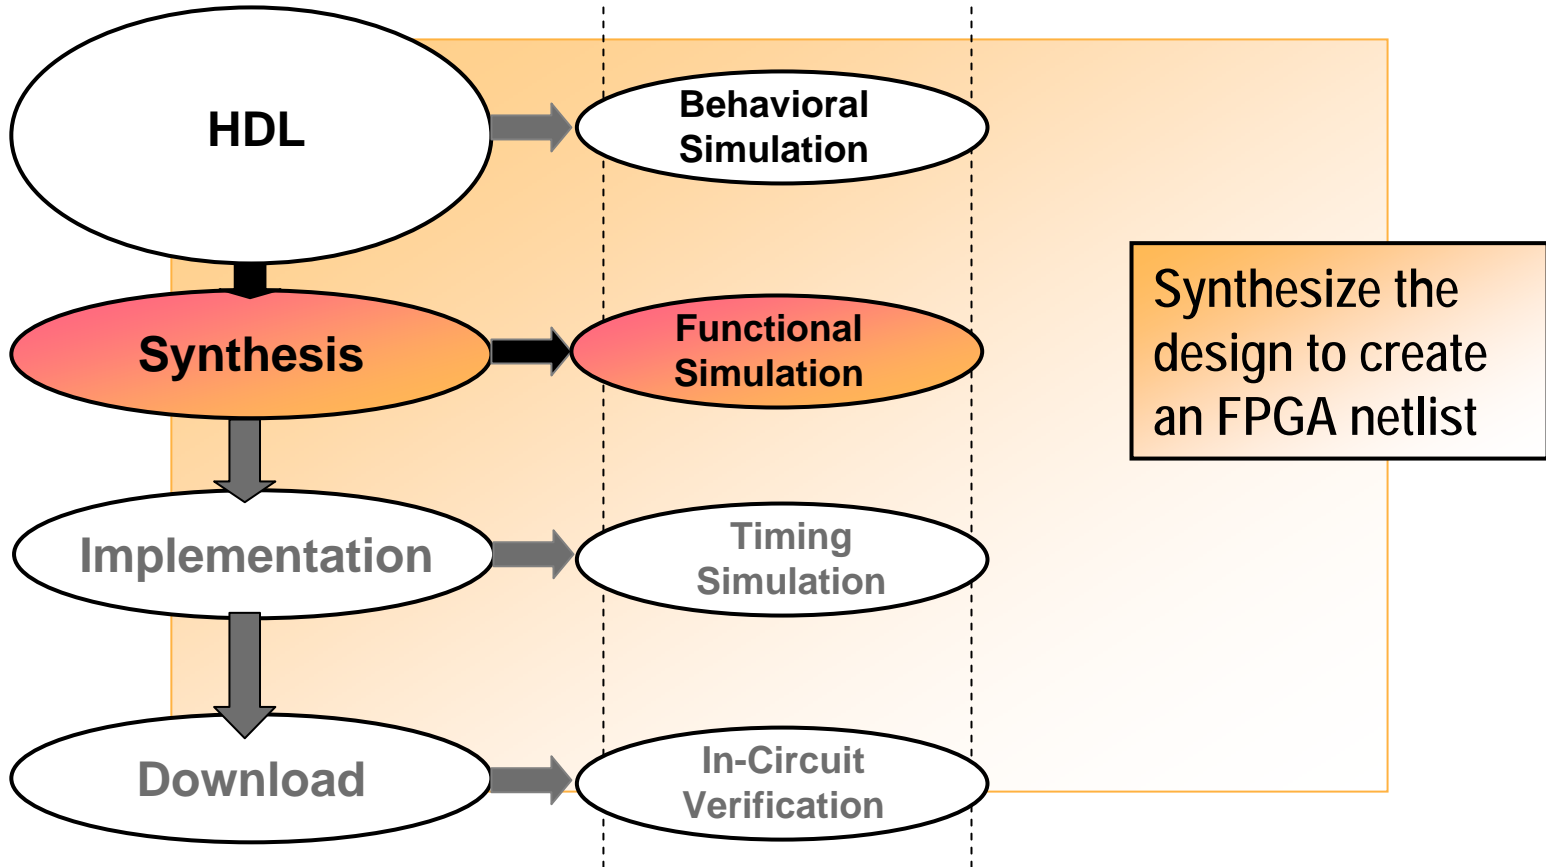 HDL
Behavioral
Simulation
Synthesis
Functional
Simulation
Synthesize the
design to create
an FPGA netlist
Implementation
Timing
Simulation
Download
In-Circuit
Verification